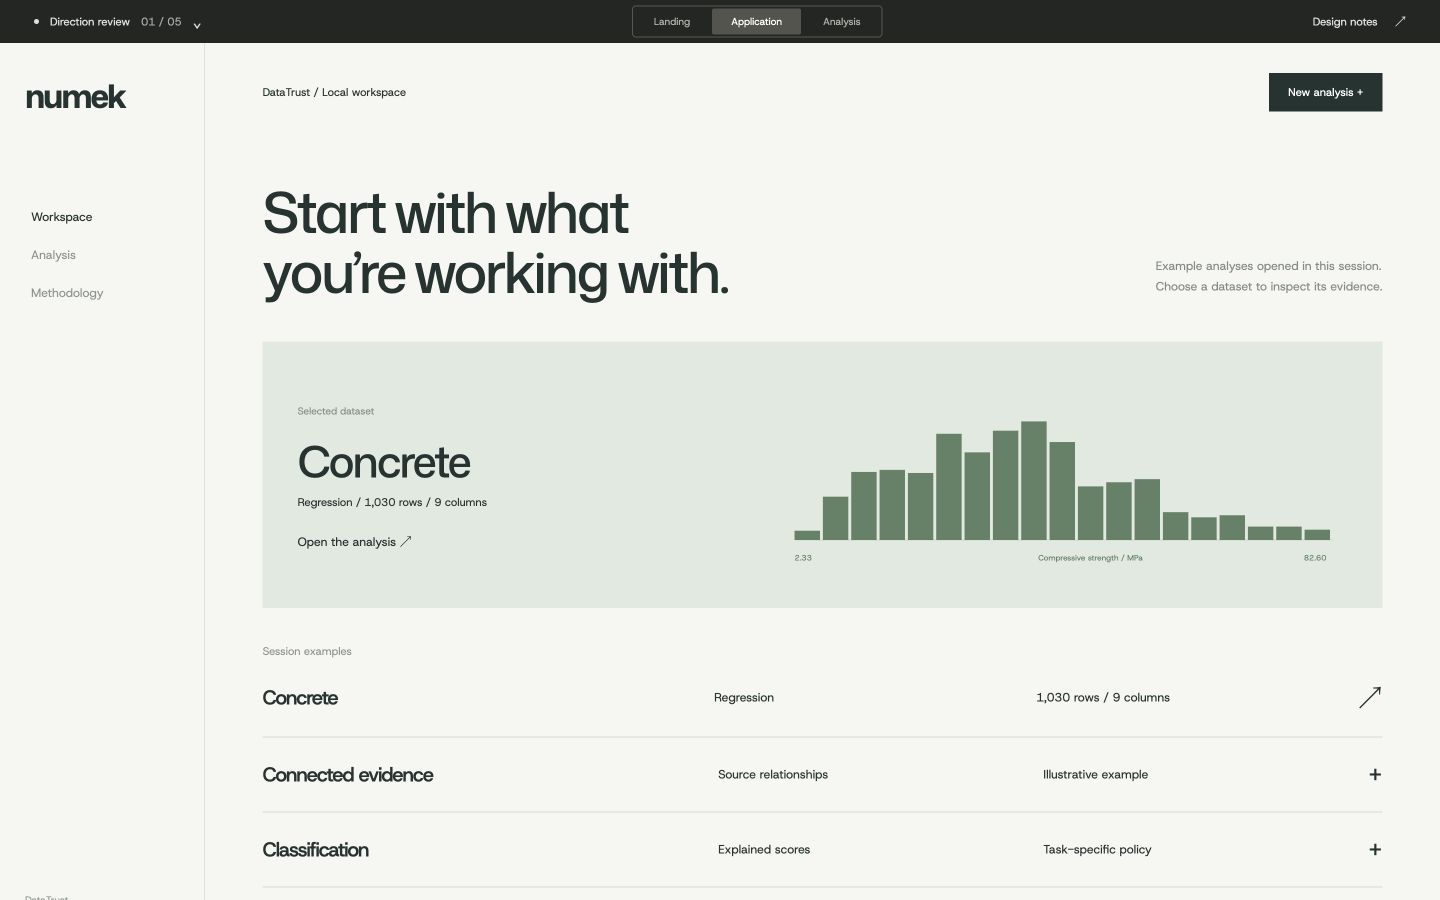 Direction review 01 / 05
Landing
Application
Analysis
Design notes
numek
DataTrust / Local workspace
New analysis +
Workspace
Analysis
Methodology
Start with what
you’re working with.
Example analyses opened in this session.
Choose a dataset to inspect its evidence.
Selected dataset
Concrete
Regression / 1,030 rows / 9 columns
Open the analysis
2.33
Compressive strength / MPa
82.60
Session examples
Concrete
Regression
1,030 rows / 9 columns
Connected evidence
Source relationships
Illustrative example
+
Classification
Explained scores
Task-specific policy
+
DataTrust